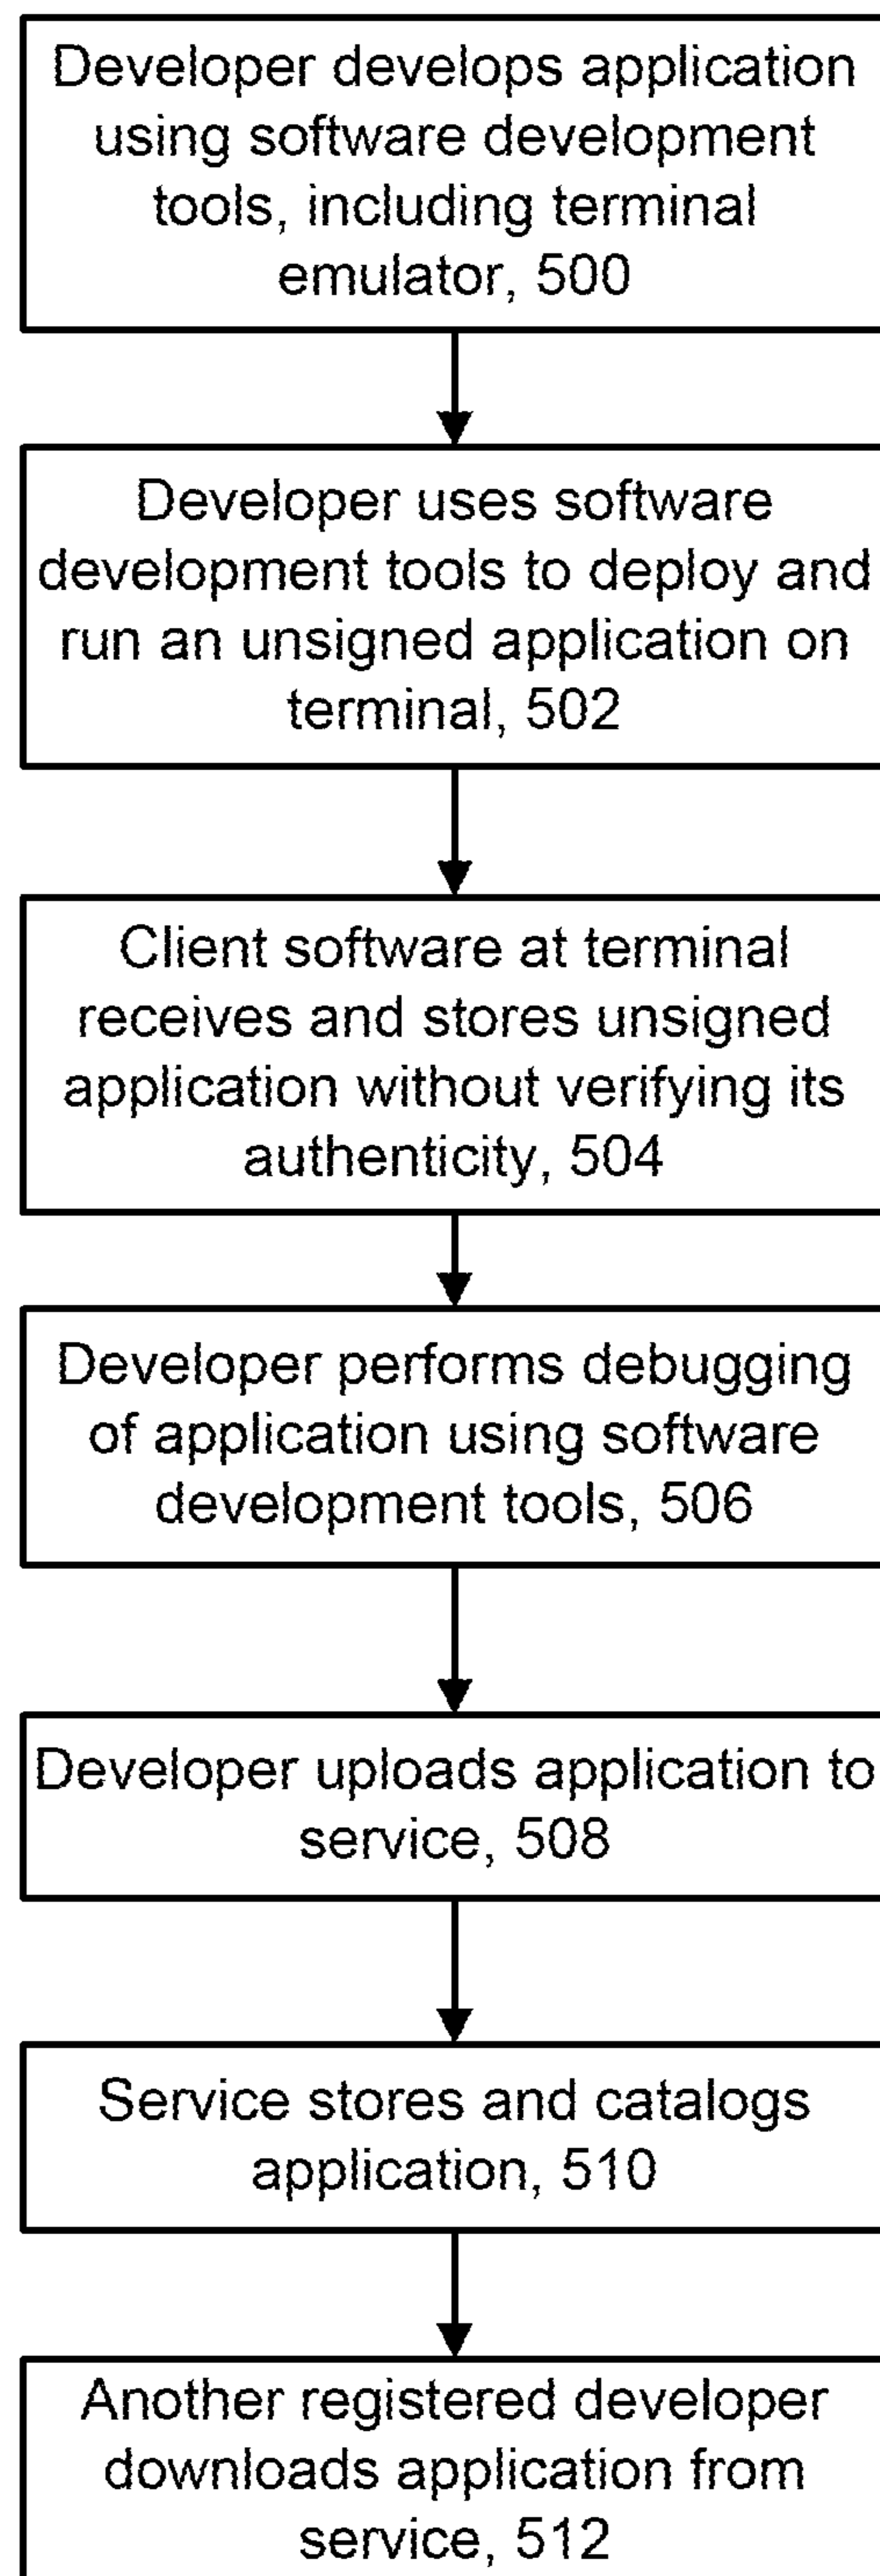 Developer develops application
using software development
tools, including terminal
emulator, 500
Developer uses software
development tools to deploy and
run an unsigned application on
terminal, 502
Client software at terminal
receives and stores unsigned
application without verifying its
authenticity, 504
Developer performs debugging
of application using software
development tools, 506
Developer uploads application to
service, 508
Service stores and catalogs
application, 510
Another registered developer
downloads application from
service, 512